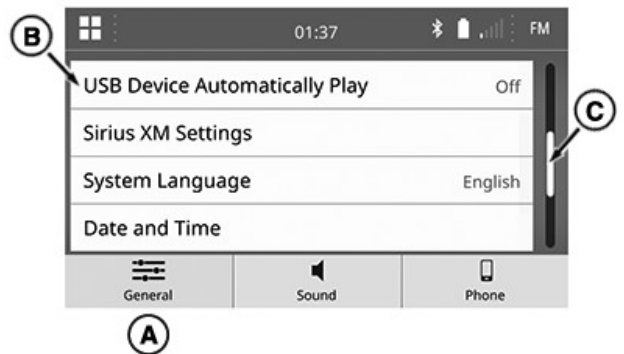 01:37 FM
B
USB Device Automatically Play Off
C
Sirius XM Settings
System Language English
Date and Time
General Sound Phone
A